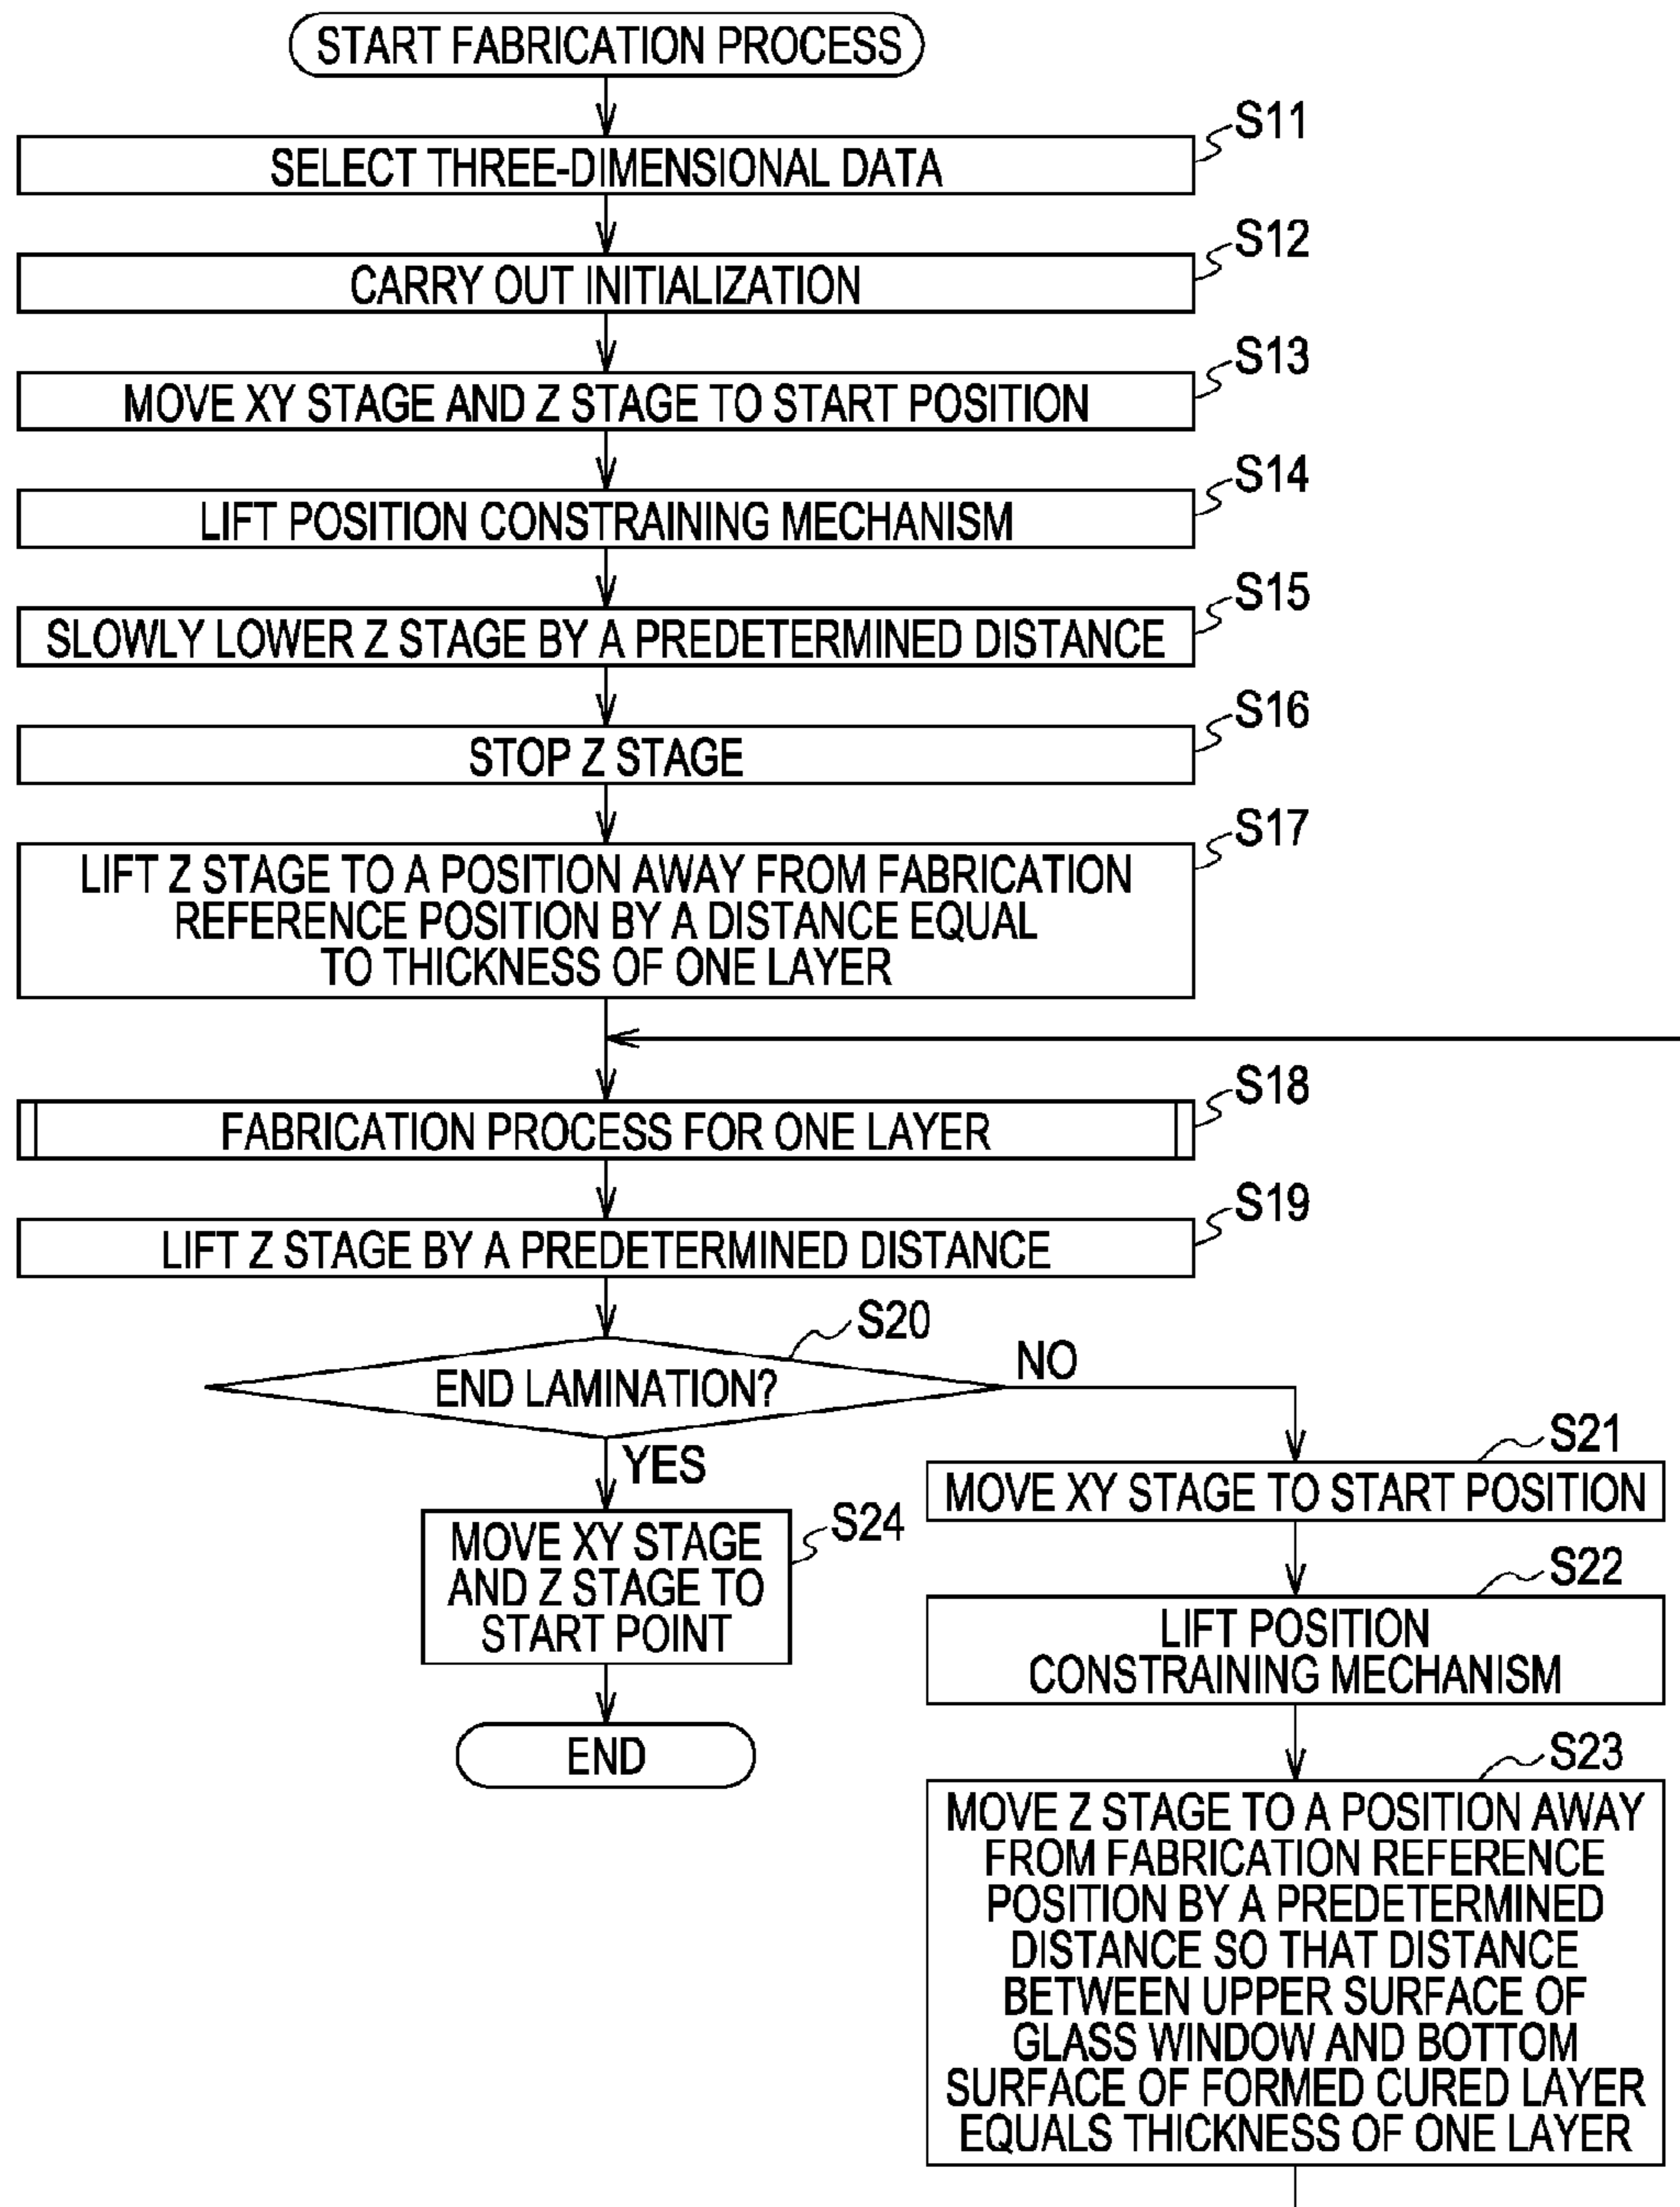 START FABRICATION PROCESS
S11
SELECT THREE-DIMENSIONAL DATA
S12
CARRY OUT INITIALIZATION
S13
MOVE XY STAGE AND Z STAGE TO START POSITION
S14
LIFT POSITION CONSTRAINING MECHANISM
S15
SLOWLY LOWER Z STAGE BY A PREDETERMINED DISTANCE
S16
STOP Z STAGE
S17
LIFT Z STAGE TO A POSITION AWAY FROM FABRICATION
REFERENCE POSITION BY A DISTANCE EQUAL
TO THICKNESS OF ONE LAYER
S18
FABRICATION PROCESS FOR ONE LAYER
S19
LIFT Z STAGE BY A PREDETERMINED DISTANCE
S20
END LAMINATION?
NO
YES
S24
MOVE XY STAGE
AND Z STAGE TO
START POINT
END
S21
MOVE XY STAGE TO START POSITION
S22
LIFT POSITION
CONSTRAINING MECHANISM
S23
MOVE Z STAGE TO A POSITION AWAY
FROM FABRICATION REFERENCE
POSITION BY A PREDETERMINED
DISTANCE SO THAT DISTANCE
BETWEEN UPPER SURFACE OF
GLASS WINDOW AND BOTTOM
SURFACE OF FORMED CURED LAYER
EQUALS THICKNESS OF ONE LAYER